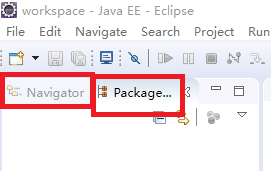 workspace - Java EE - Eclipse
File Edit Navigate Search Project Run
Navigator Package...